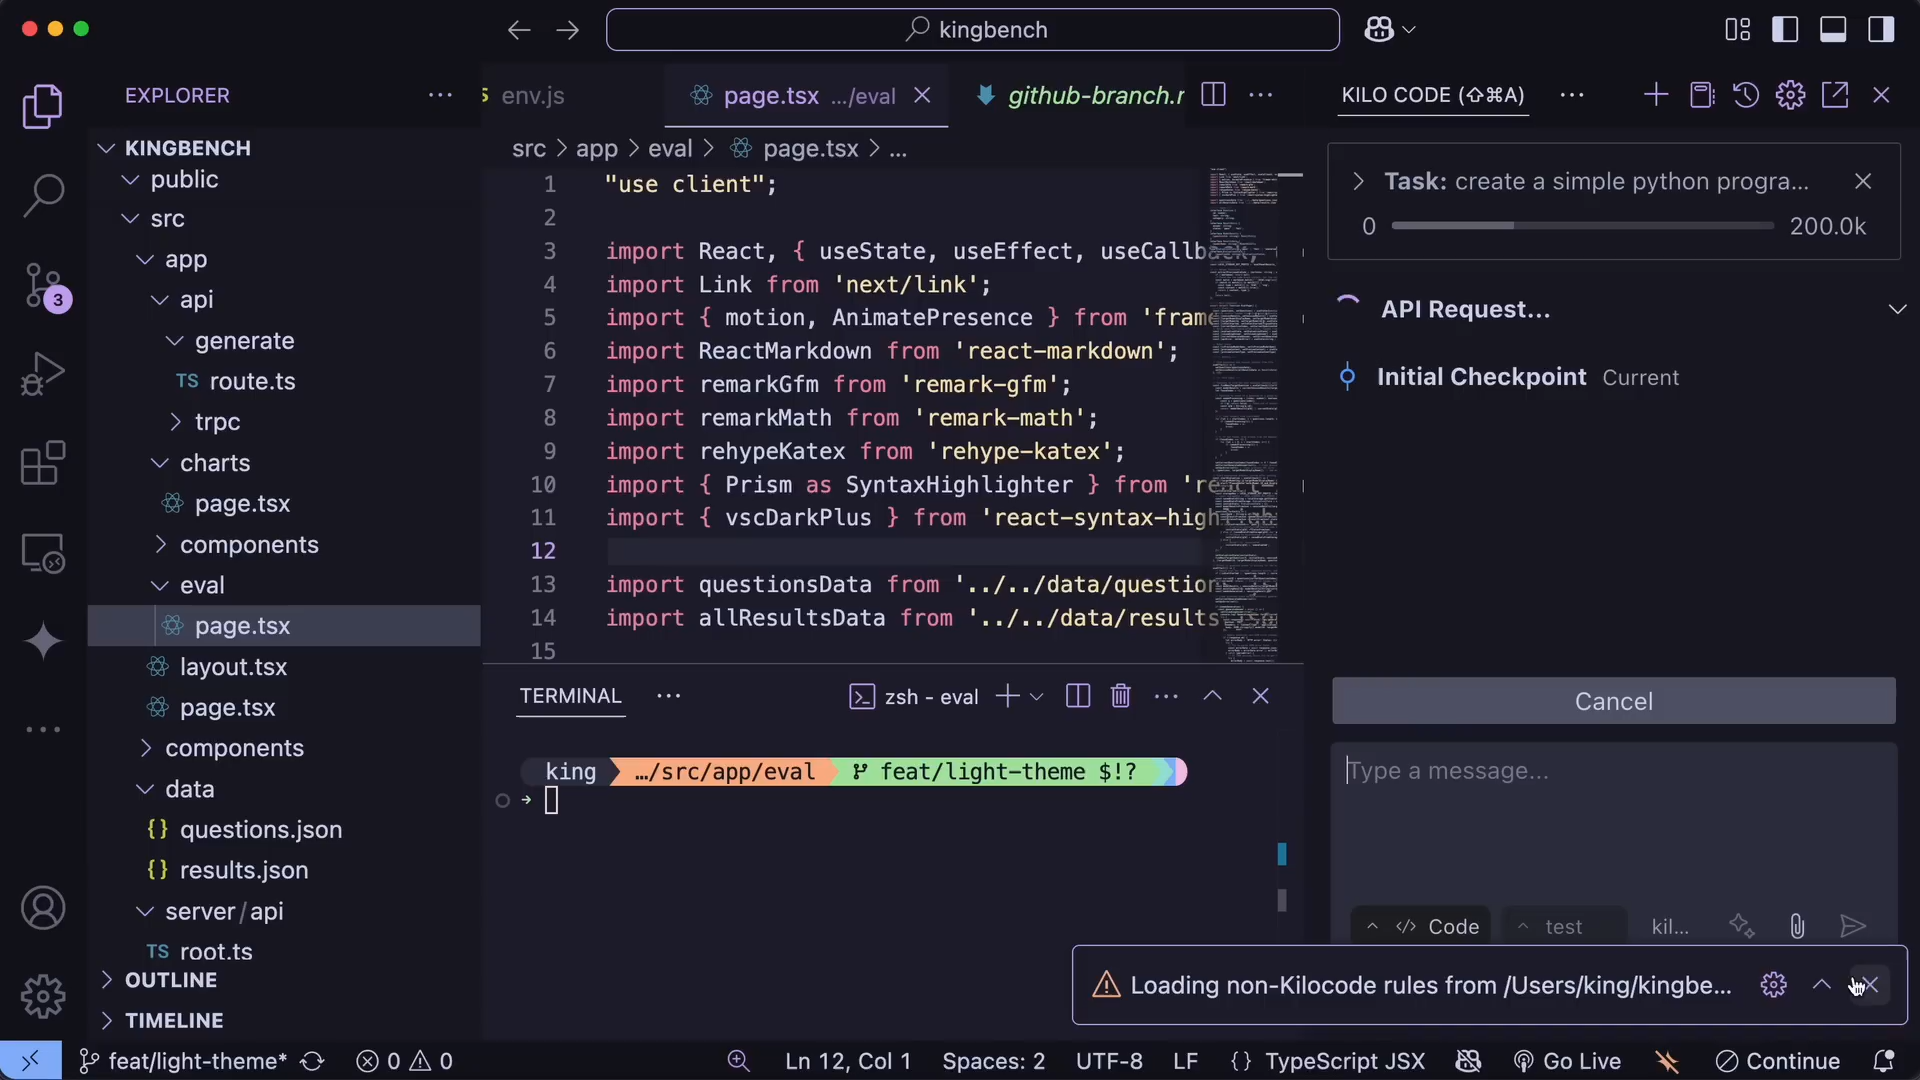 kingbench
EXPLORER
KINGBENCH
public
src
app
api
generate
TS route.ts
trpc
charts
page.tsx
components
eval
page.tsx
layout.tsx
page.tsx
components
data
{} questions.json
{} results.json
server/api
TS root.ts
OUTLINE
TIMELINE
3
env.js
page.tsx .../eval
github-branch.r
src > app > eval > page.tsx > ...
1 "use client";
2
3 import React, { useState, useEffect, useCallback,
4 import Link from 'next/link';
5 import { motion, AnimatePresence } from 'fram
6 import ReactMarkdown from 'react-markdown';
7 import remarkGfm from 'remark-gfm';
8 import remarkMath from 'remark-math';
9 import rehypeKatex from 'rehype-katex';
10 import { Prism as SyntaxHighlighter } from 'react
11 import { vscDarkPlus } from 'react-syntax-highligh
12
13 import questionsData from '../../data/question
14 import allResultsData from '../../data/results.json
15
TERMINAL
zsh - eval
king …/src/app/eval feat/light-theme $!?
KILO CODE (⇧⌘A)
Task: create a simple python progra...
0 200.0k
API Request...
Initial Checkpoint Current
Cancel
Type a message...
Code test kil...
Loading non-Kilocode rules from /Users/king/kingbe...
feat/light-theme* 0 0 Ln 12, Col 1 Spaces: 2 UTF-8 LF {} TypeScript JSX Go Live Continue